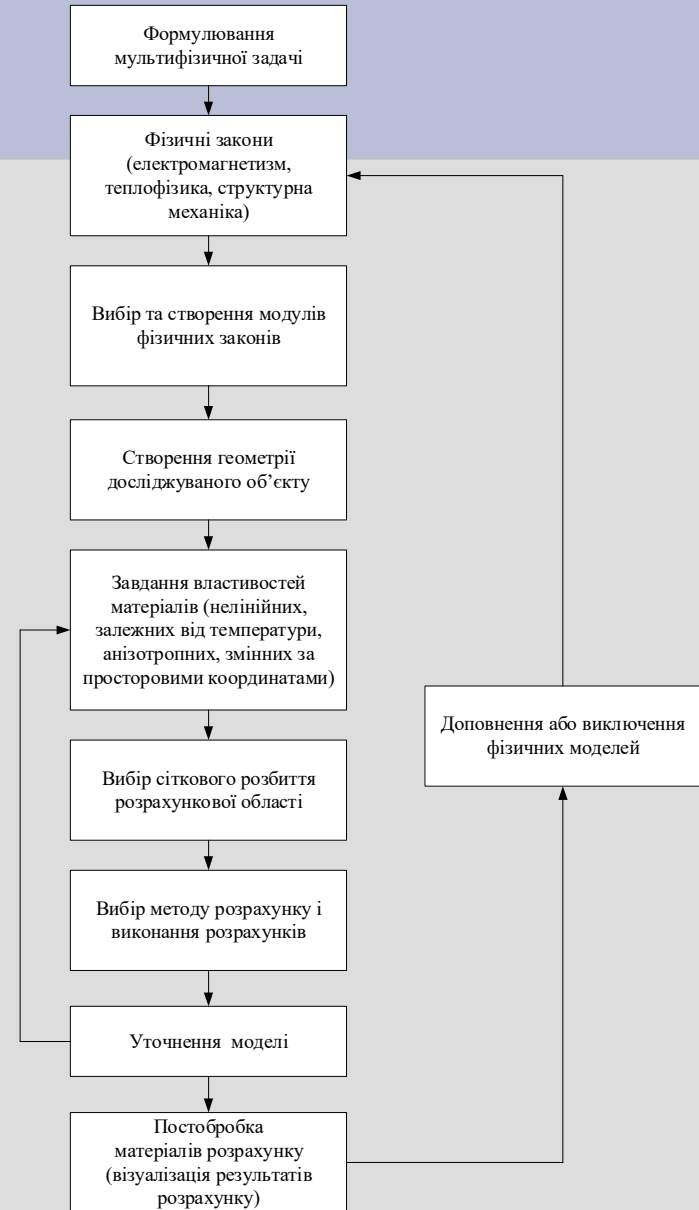 Формулювання
мультифізичної задачі
Фізичні закони
(електромагнетизм,
теплофізика, структурна
механіка)
Вибір та створення модулів
фізичних законів
Створення геометрії
досліджуваного об’єкту
Завдання властивостей
матеріалів (нелінійних,
залежних від температури,
анізотропних, змінних за
просторовими координатами)
Доповнення або виключення
фізичних моделей
Вибір сіткового розбиття
розрахункової області
Вибір методу розрахунку і
виконання розрахунків
Уточнення моделі
Постобробка
матеріалів розрахунку
(візуалізація результатів
розрахунку)